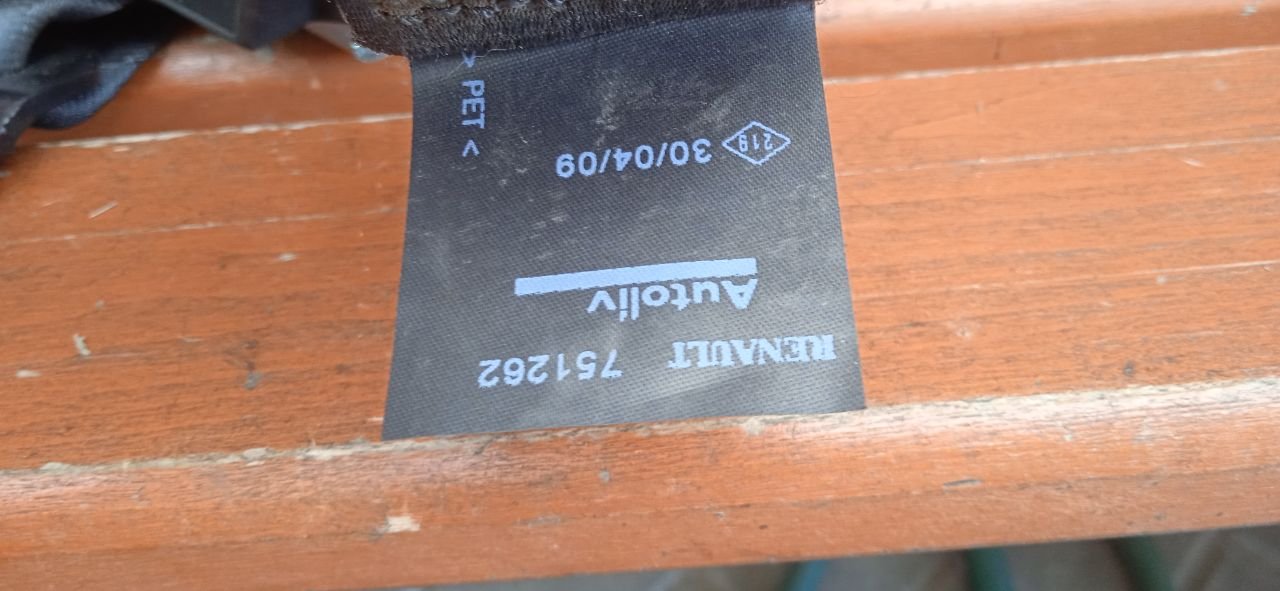 RENAULT 751262
Autoliv
219 30/04/09
> PET <